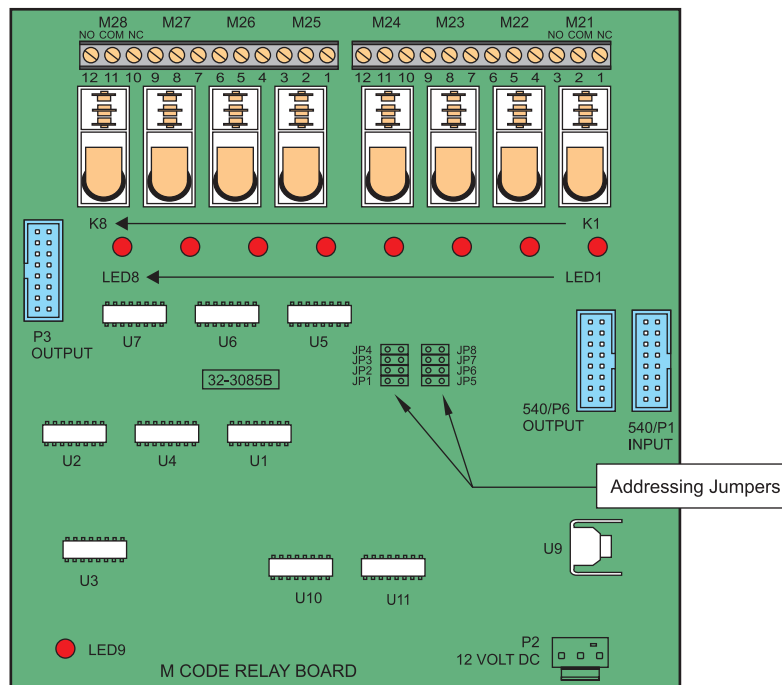 M28 M27 M26 M25 M24 M23 M22 M21
NO COM NC NO COM NC
12 11 10 9 8 7 6 5 4 3 2 1 12 11 10 9 8 7 6 5 4 3 2 1
K8 K1
LED8 LED1
P3
OUTPUT
U7 U6 U5
JP4 JP8
JP3 JP7
JP2 JP6
JP1 JP5
32-3085B
540/P6
OUTPUT
540/P1
INPUT
U2 U4 U1
Addressing Jumpers
U9
U3
U10 U11
LED9
P2
12 VOLT DC
M CODE RELAY BOARD